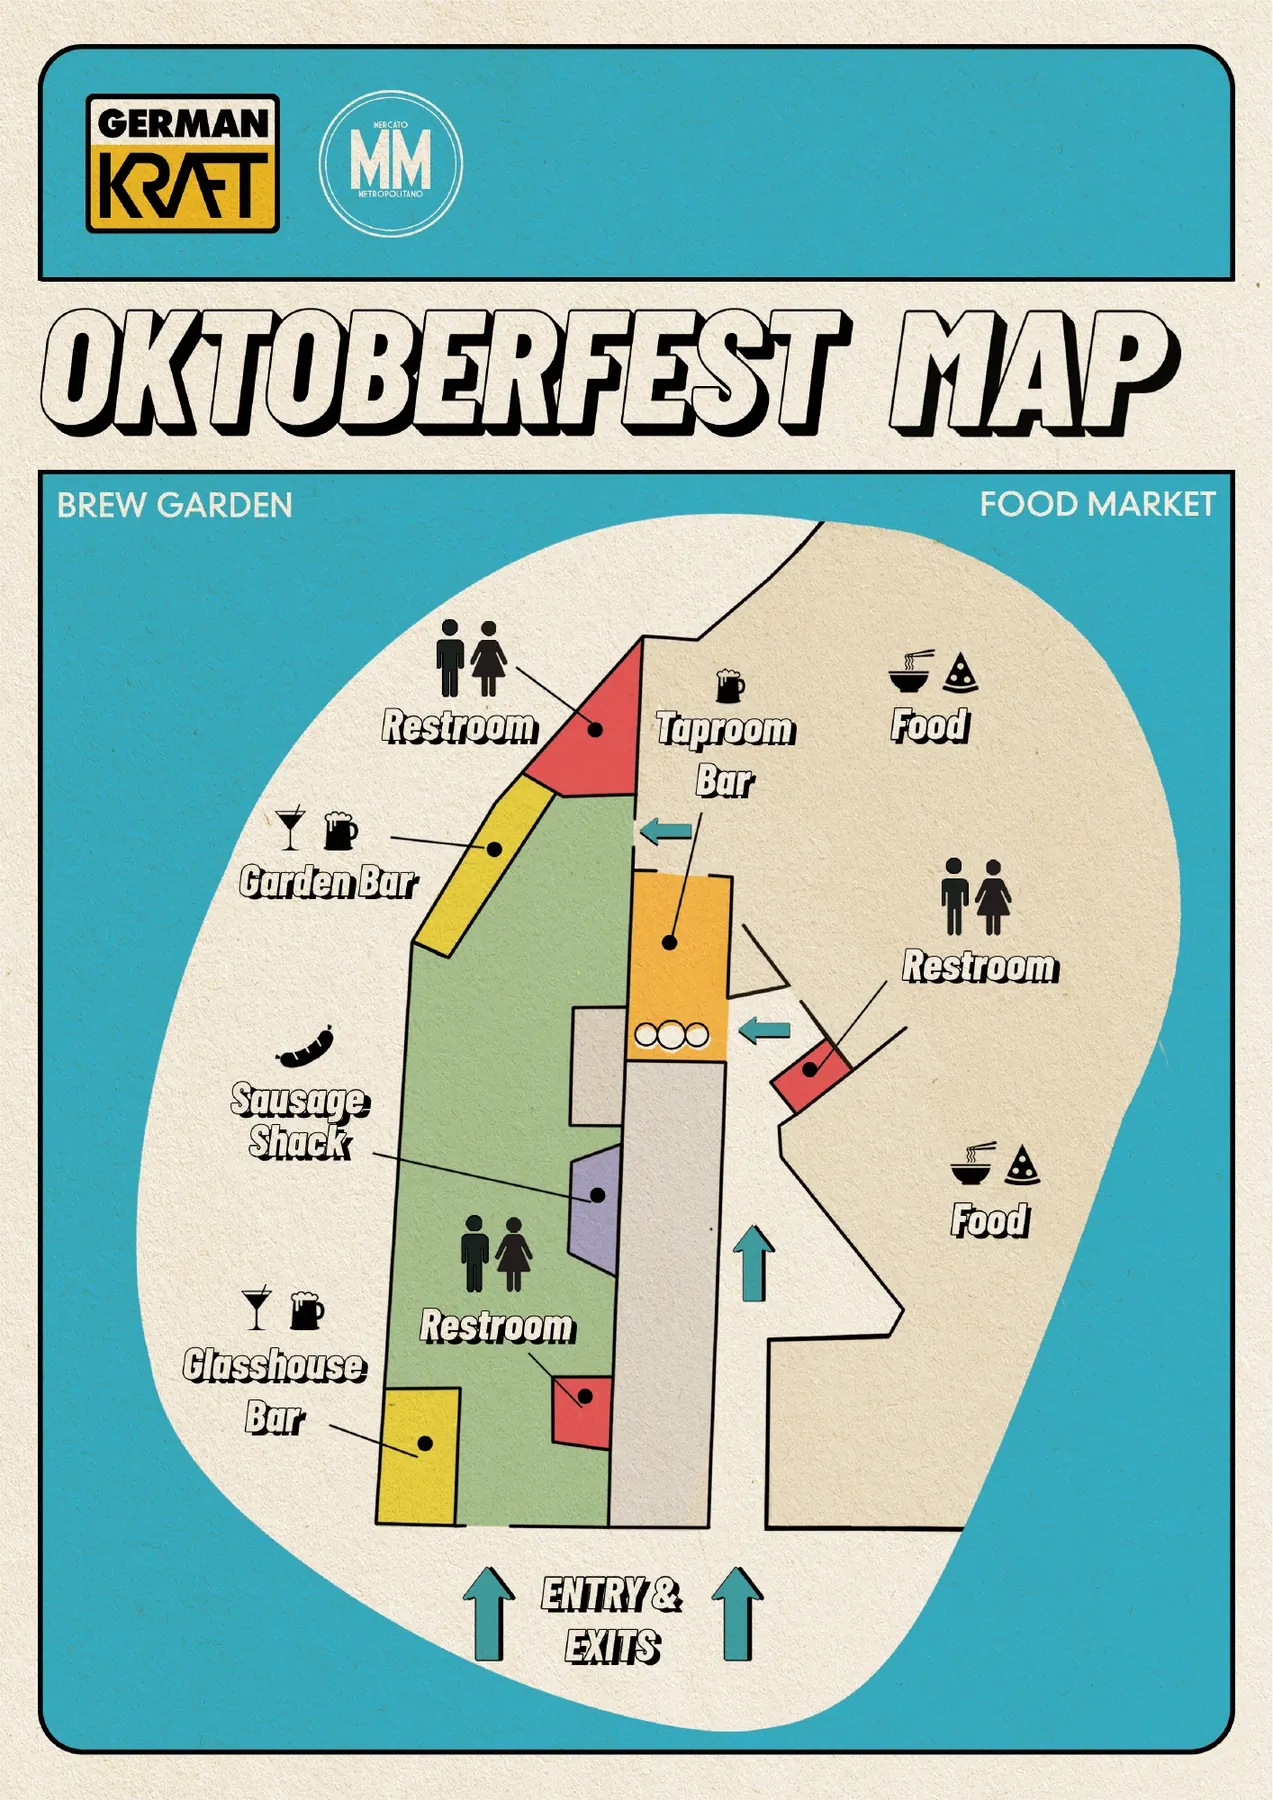 GERMAN
KRAFT
MERCATO
MM
METROPOLITANO
OKTOBERFEST MAP
BREW GARDEN
FOOD MARKET
Restroom
Taproom
Bar
Food
Garden Bar
Restroom
Sausage
Shack
Food
Restroom
Glasshouse
Bar
ENTRY &
EXITS